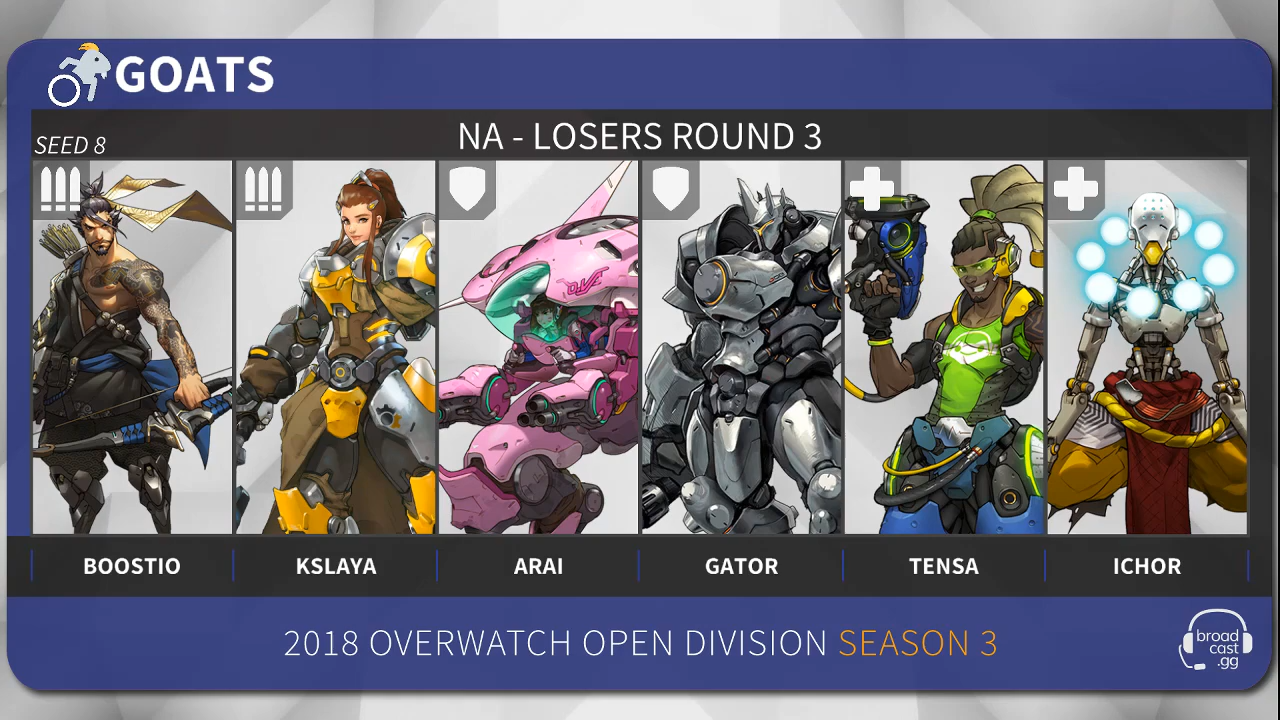 GOATS
SEED 8
NA - LOSERS ROUND 3
D.VA
BOOSTIO
KSLAYA
ARAI
GATOR
TENSA
ICHOR
2018 OVERWATCH OPEN DIVISION SEASON 3
broad
cast
.gg